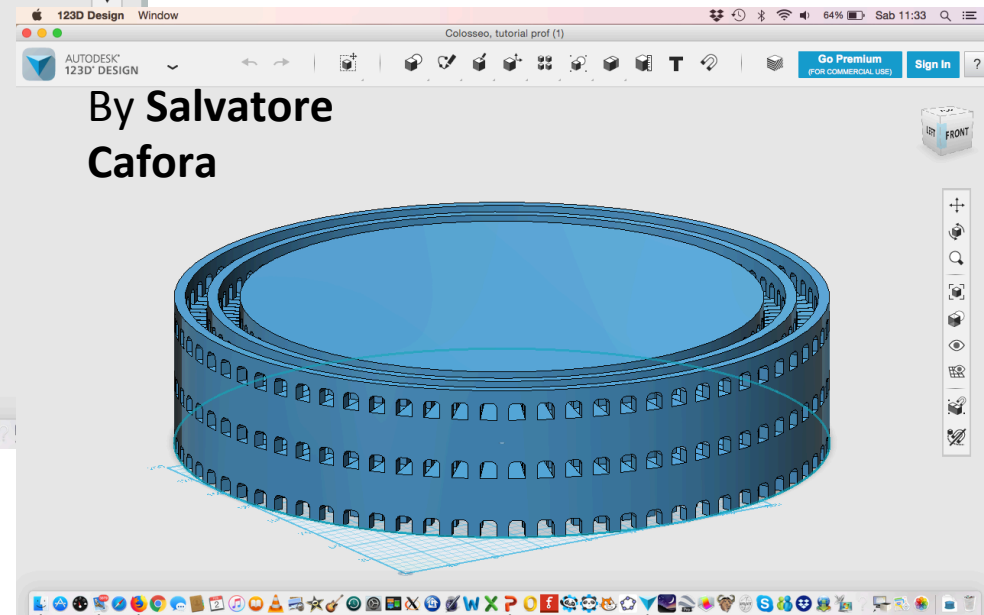 123D Design Window
64% Sab 11:33
Colosseo, tutorial prof (1)
AUTODESK®
123D® DESIGN
T
Go Premium
(FOR COMMERCIAL USE)
Sign In
?
By Salvatore
Cafora
LEFT
FRONT